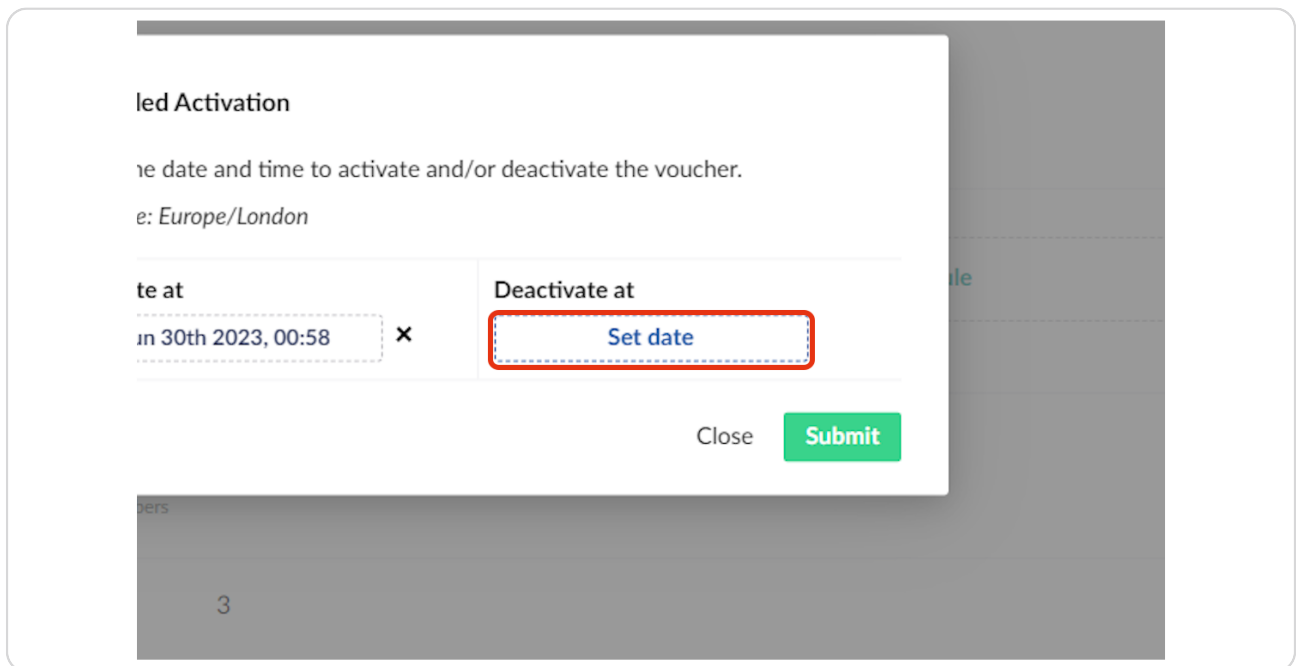 led Activation
ne date and time to activate and/or deactivate the voucher.
e: Europe/London
te at
Deactivate at
un 30th 2023, 00:58
×
Set date
Close
Submit
ule
bers
3